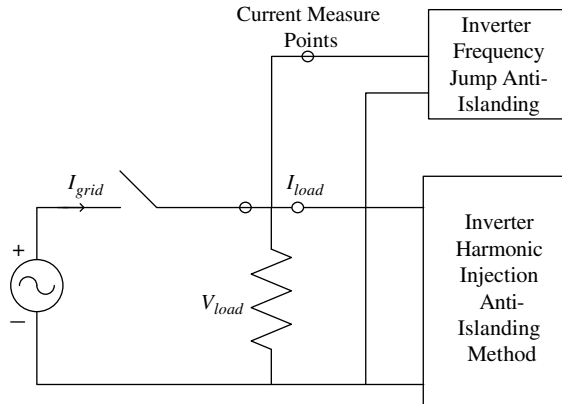 Current Measure
Points
Inverter
Frequency
Jump Anti-
Islanding
I_grid
I_load
+
−
V_load
Inverter
Harmonic
Injection
Anti-
Islanding
Method